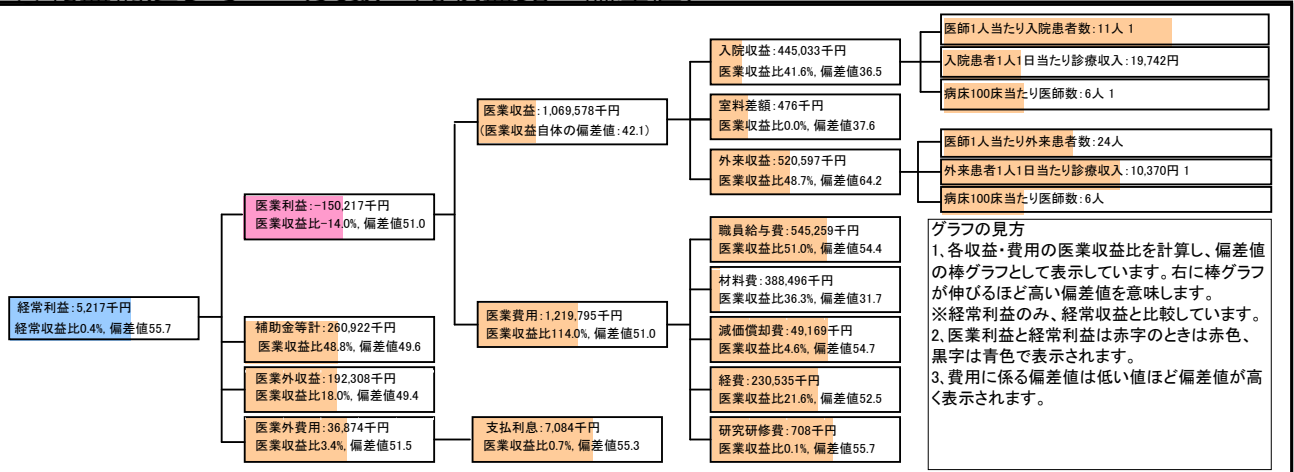 経常利益:5,217千円
経常収益比0.4%, 偏差値55.7
医業利益:-150,217千円
医業収益比-14.0%, 偏差値51.0
補助金等計:260,922千円
医業収益比48.8%, 偏差値49.6
医業外収益:192,308千円
医業収益比18.0%, 偏差値49.4
医業外費用:36,874千円
医業収益比3.4%, 偏差値51.5
医業収益:1,069,578千円
(医業収益自体の偏差値:42.1)
医業費用:1,219,795千円
医業収益比114.0%, 偏差値51.0
支払利息:7,084千円
医業収益比0.7%, 偏差値55.3
入院収益:445,033千円
医業収益比41.6%, 偏差値36.5
室料差額:476千円
医業収益比0.0%, 偏差値37.6
外来収益:520,597千円
医業収益比48.7%, 偏差値64.2
職員給与費:545,259千円
医業収益比51.0%, 偏差値54.4
材料費:388,496千円
医業収益比36.3%, 偏差値31.7
減価償却費:49,169千円
医業収益比4.6%, 偏差値54.7
経費:230,535千円
医業収益比21.6%, 偏差値52.5
研究研修費:708千円
医業収益比0.1%, 偏差値55.7
医師1人当たり入院患者数:11人 1
入院患者1人1日当たり診療収入:19,742円
病床100床当たり医師数:6人 1
医師1人当たり外来患者数:24人
外来患者1人1日当たり診療収入:10,370円 1
病床100床当たり医師数:6人
グラフの見方
1、各収益・費用の医業収益比を計算し、偏差値
の棒グラフとして表示しています。右に棒グラフ
が伸びるほど高い偏差値を意味します。
※経常利益のみ、経常収益と比較しています。
2、医業利益と経常利益は赤字のときは赤色、
黒字は青色で表示されます。
3、費用に係る偏差値は低い値ほど偏差値が高
く表示されます。